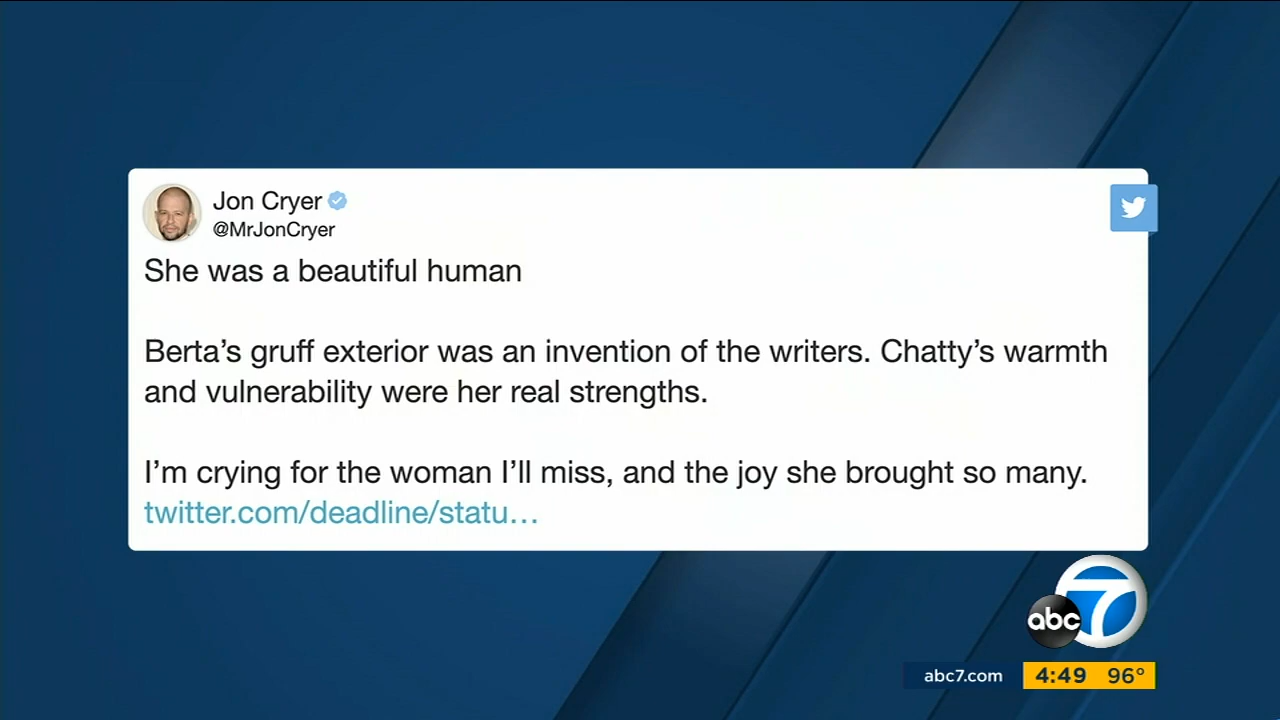 Jon Cryer
@MrJonCryer
She was a beautiful human
Berta’s gruff exterior was an invention of the writers. Chatty’s warmth
and vulnerability were her real strengths.
I’m crying for the woman I’ll miss, and the joy she brought so many.
twitter.com/deadline/statu…
abc 7
abc7.com 4:49 96°